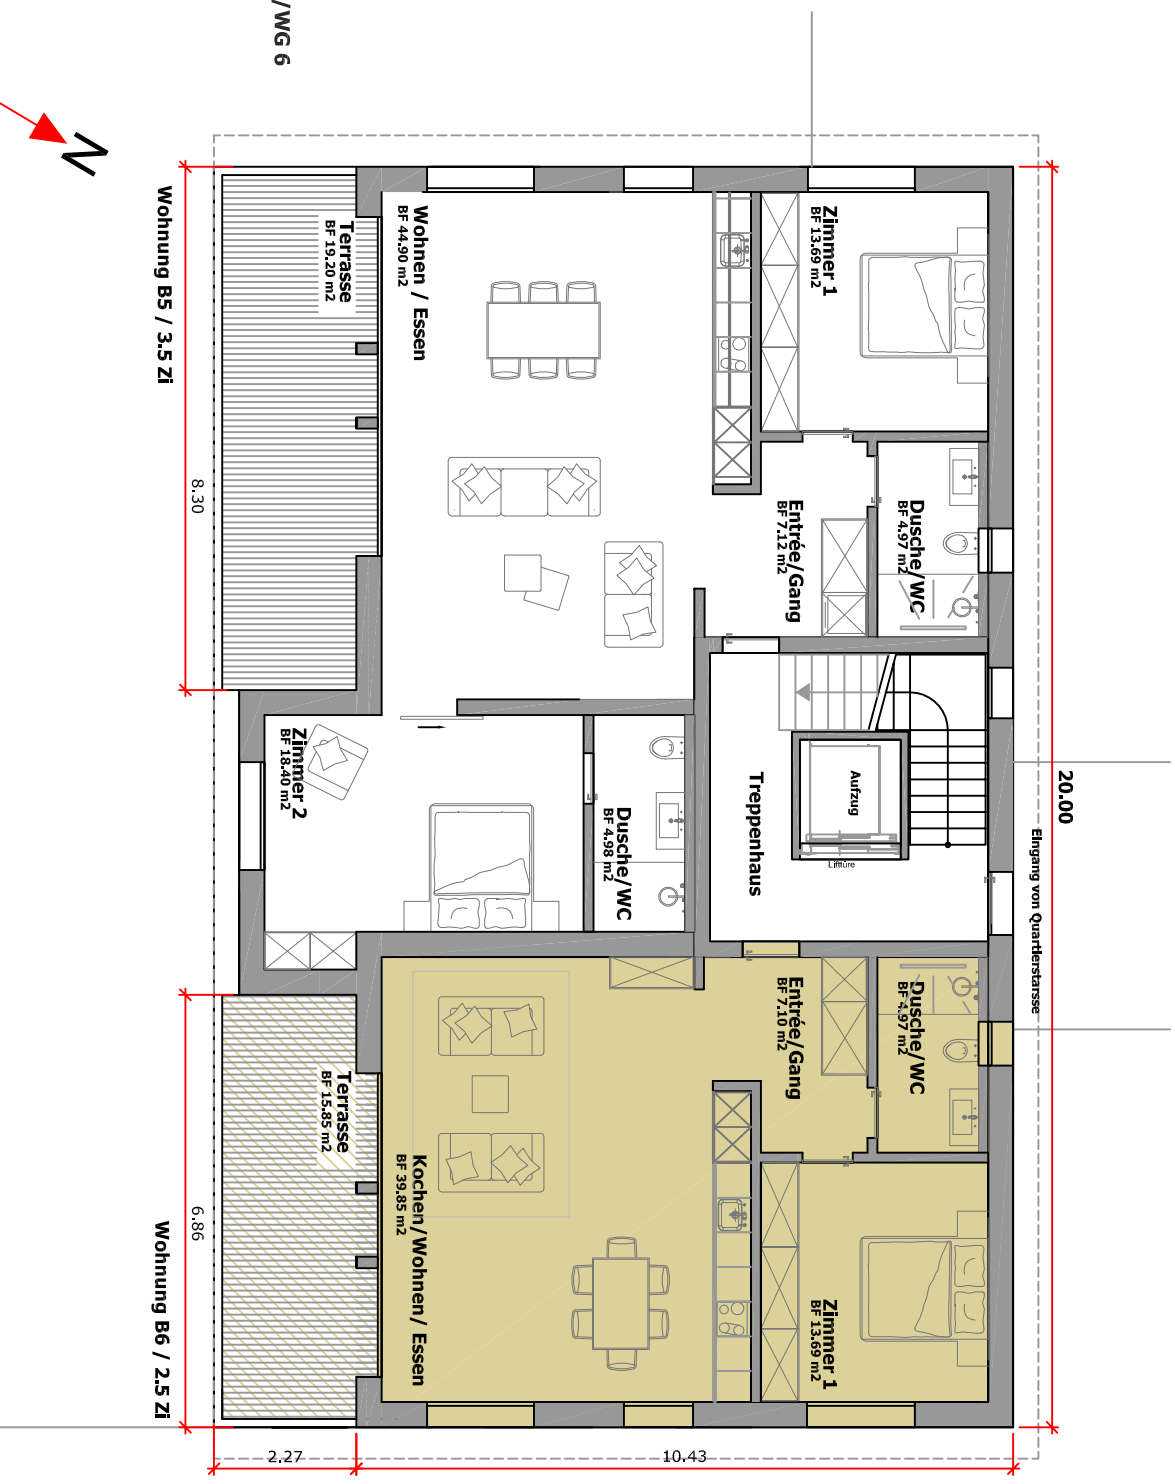 /WG 6
N
Wohnung B5 / 3.5 Zi
Terrasse
BF 19.20 m2
Wohnen / Essen
BF 44.90 m2
Zimmer 1
BF 13.69 m2
Entrée/Gang
BF 7.12 m2
Dusche/WC
BF 4.97 m2
8.30
Zimmer 2
BF 18.40 m2
Dusche/WC
BF 4.98 m2
Treppenhaus
Aufzug
Lifttüre
20.00
Eingang von Quartierstarsse
Entrée/Gang
BF 7.10 m2
Dusche/WC
BF 4.97 m2
Terrasse
BF 15.85 m2
Kochen/Wohnen/ Essen
BF 39.85 m2
Zimmer 1
BF 13.69 m2
6.86
Wohnung B6 / 2.5 Zi
2.27
10.43